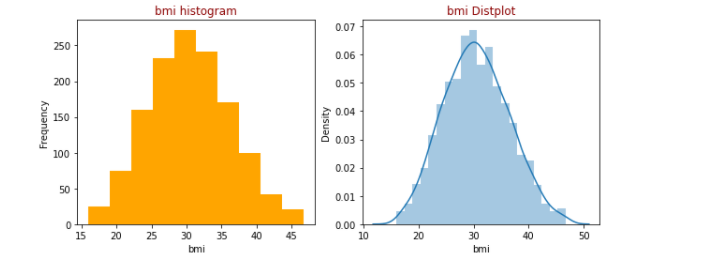 bmi histogram
250
200
150
100
50
0
Frequency
15 20 25 30 35 40 45
bmi
bmi Distplot
0.07
0.06
0.05
0.04
0.03
0.02
0.01
0.00
Density
10 20 30 40 50
bmi